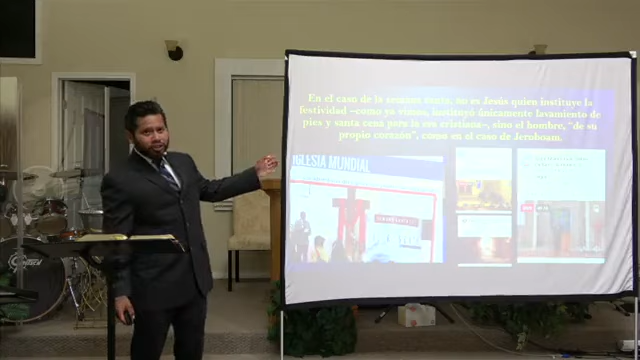 En el caso de la semana santa, no es Jesús quien instituye la
festividad –como ya vimos, instituyó únicamente lavamiento de
pies y santa cena para la era cristiana–, sino el hombre, "de su
propio corazón", como en el caso de Jeroboam.
IGLESIA MUNDIAL